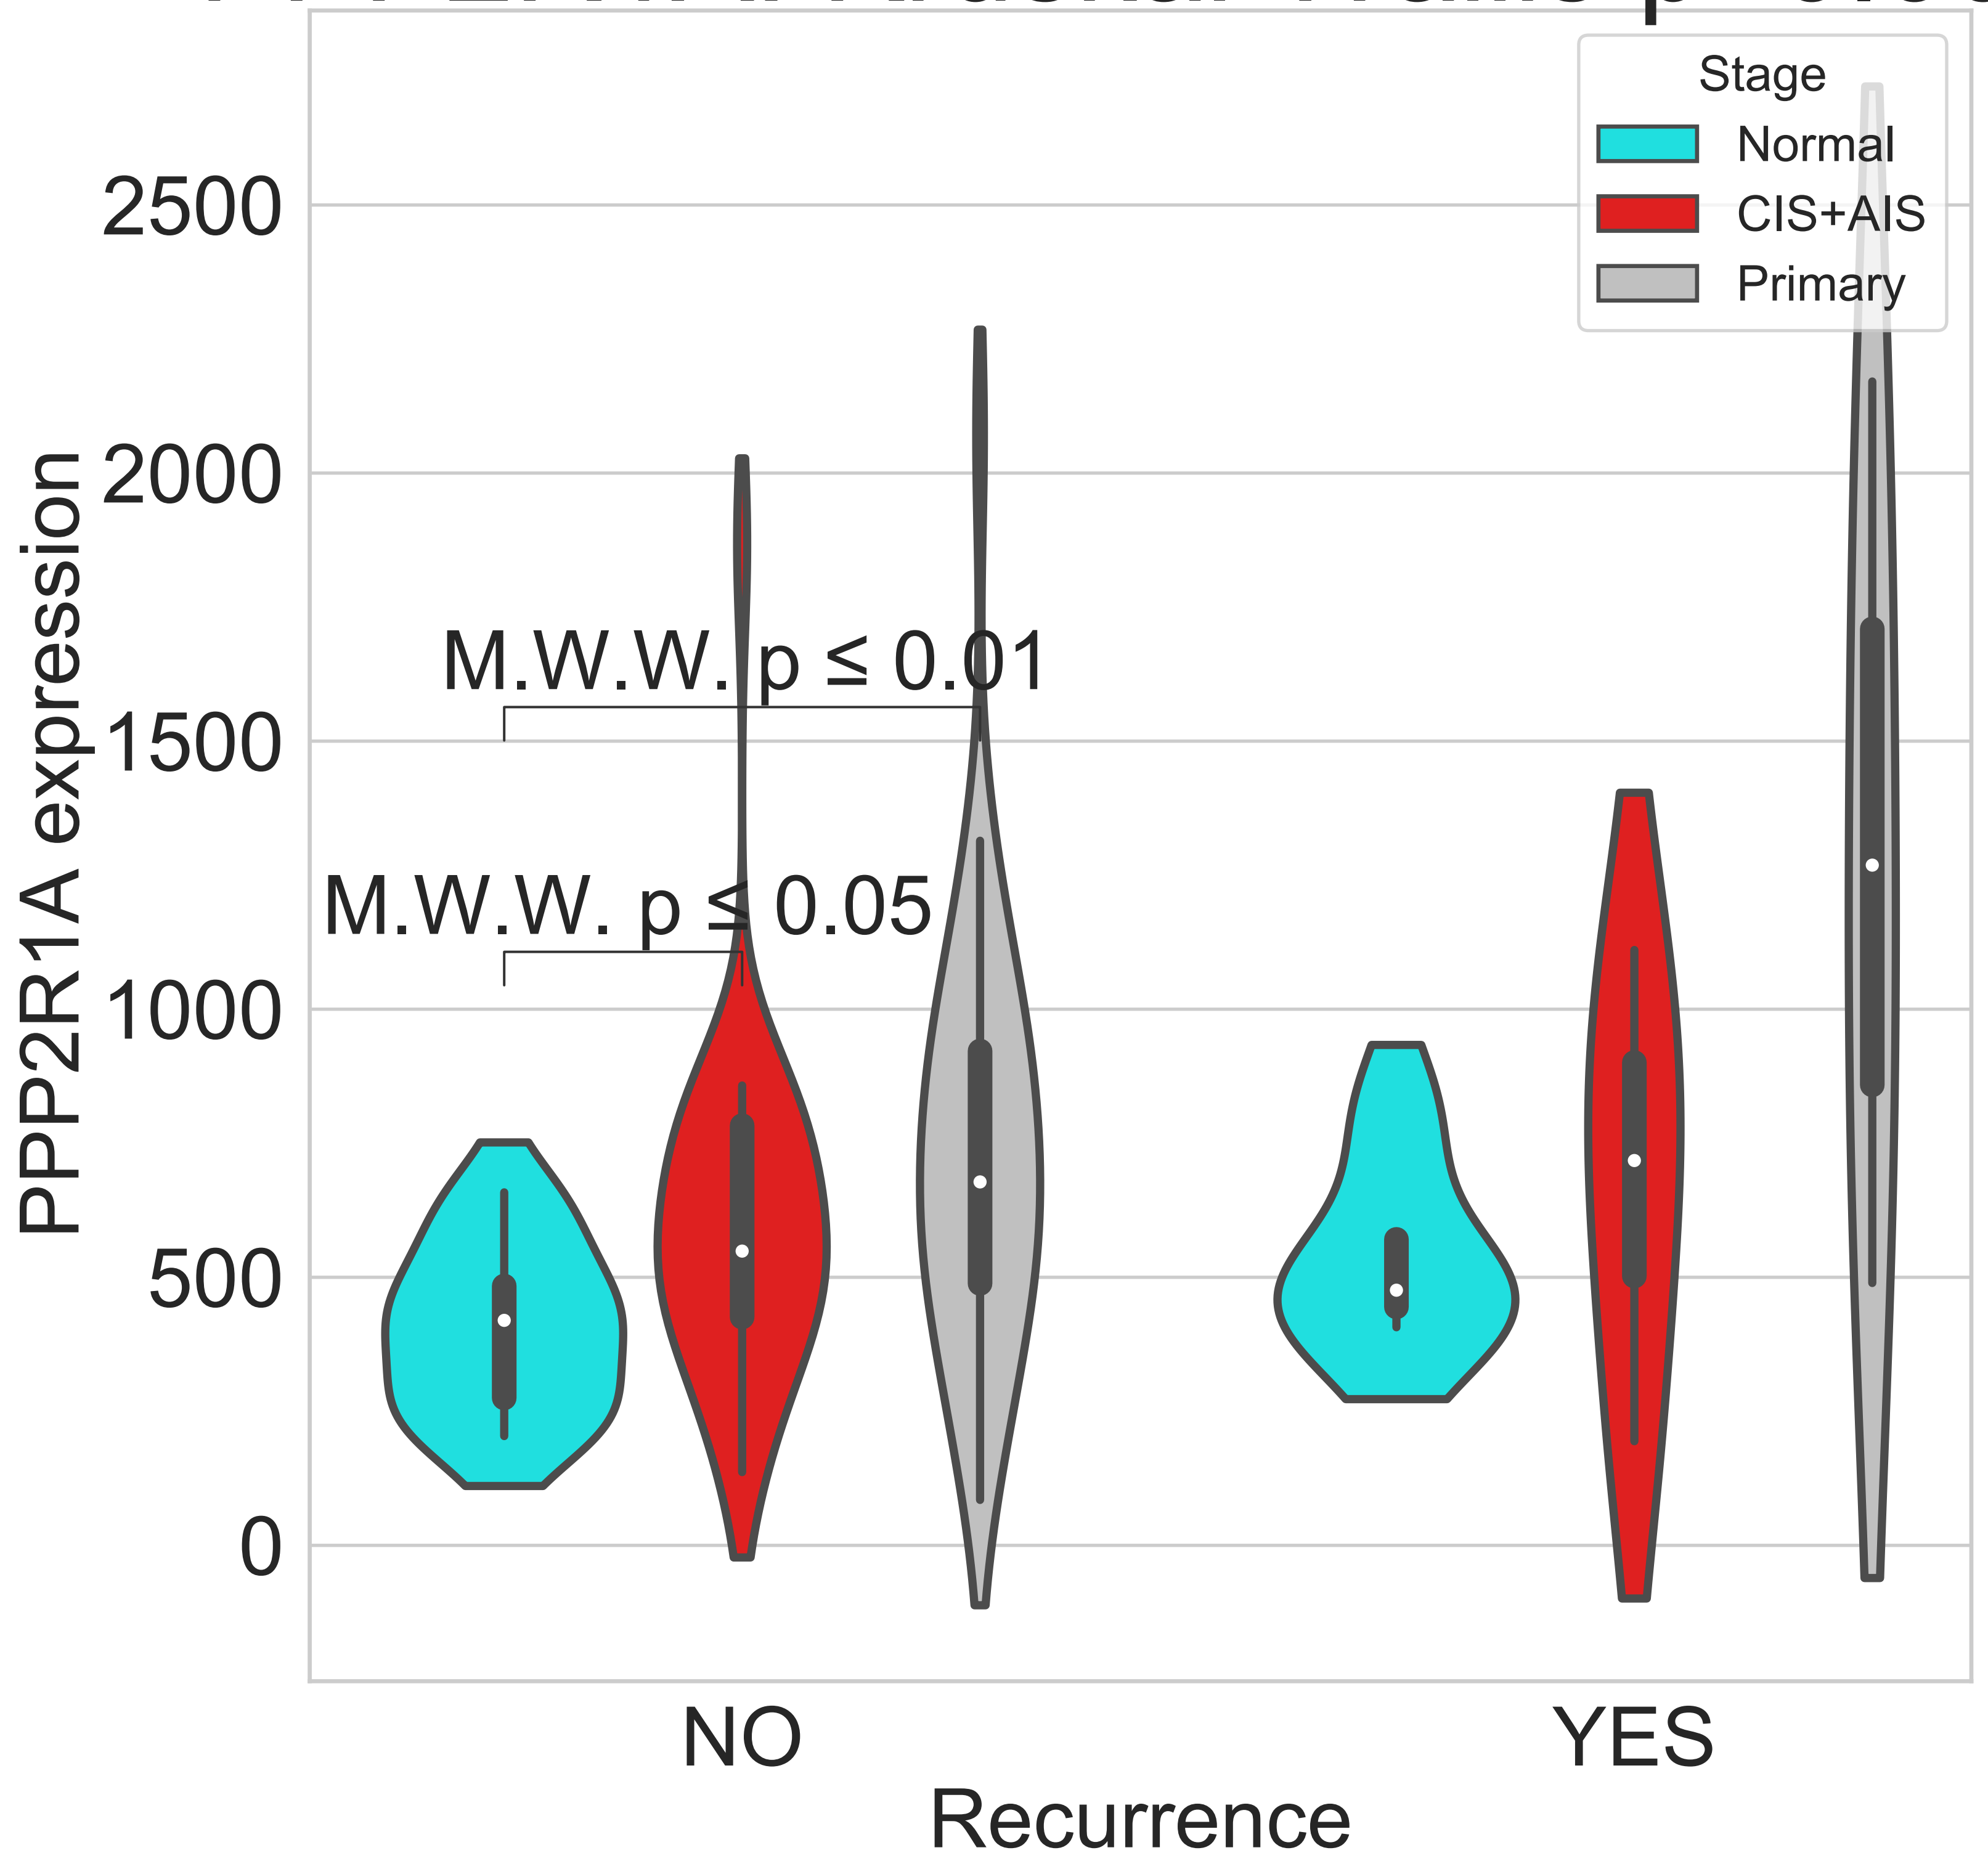 Stage
Normal
CIS+AIS
Primary
2500
2000
1500
1000
500
0
PPP2R1A expression
M.W.W. p ≤ 0.01
M.W.W. p ≤ 0.05
NO
YES
Recurrence